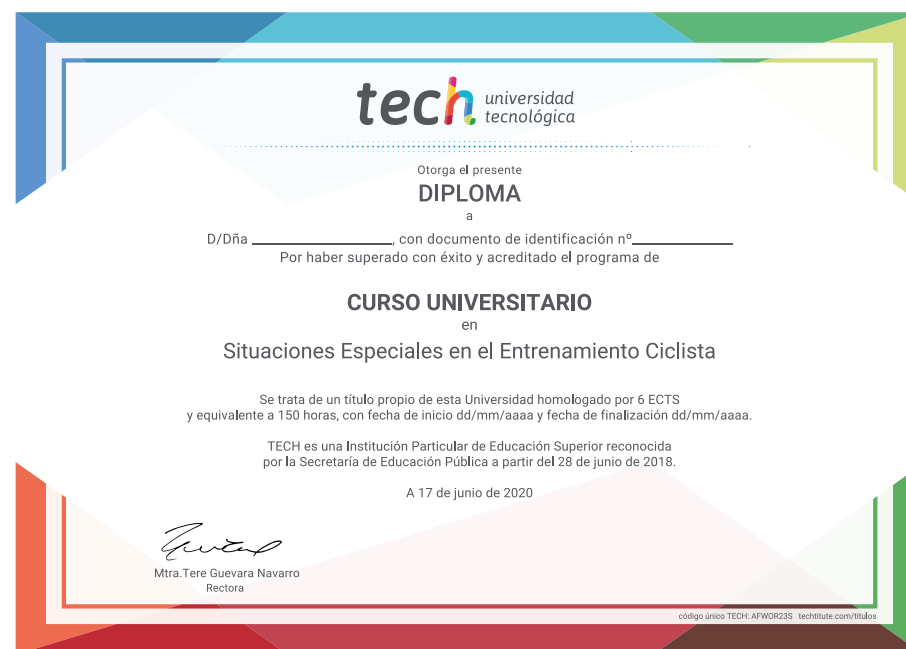 tech universidad
tecnológica
Otorga el presente
DIPLOMA
a
D/Dña ____________________, con documento de identificación nº______________
Por haber superado con éxito y acreditado el programa de
CURSO UNIVERSITARIO
en
Situaciones Especiales en el Entrenamiento Ciclista
Se trata de un título propio de esta Universidad homologado por 6 ECTS
y equivalente a 150 horas, con fecha de inicio dd/mm/aaaa y fecha de finalización dd/mm/aaaa.
TECH es una Institución Particular de Educación Superior reconocida
por la Secretaría de Educación Pública a partir del 28 de junio de 2018.
A 17 de junio de 2020
Mtra.Tere Guevara Navarro
Rectora
código único TECH: AFWOR23S techtitute.com/titulos